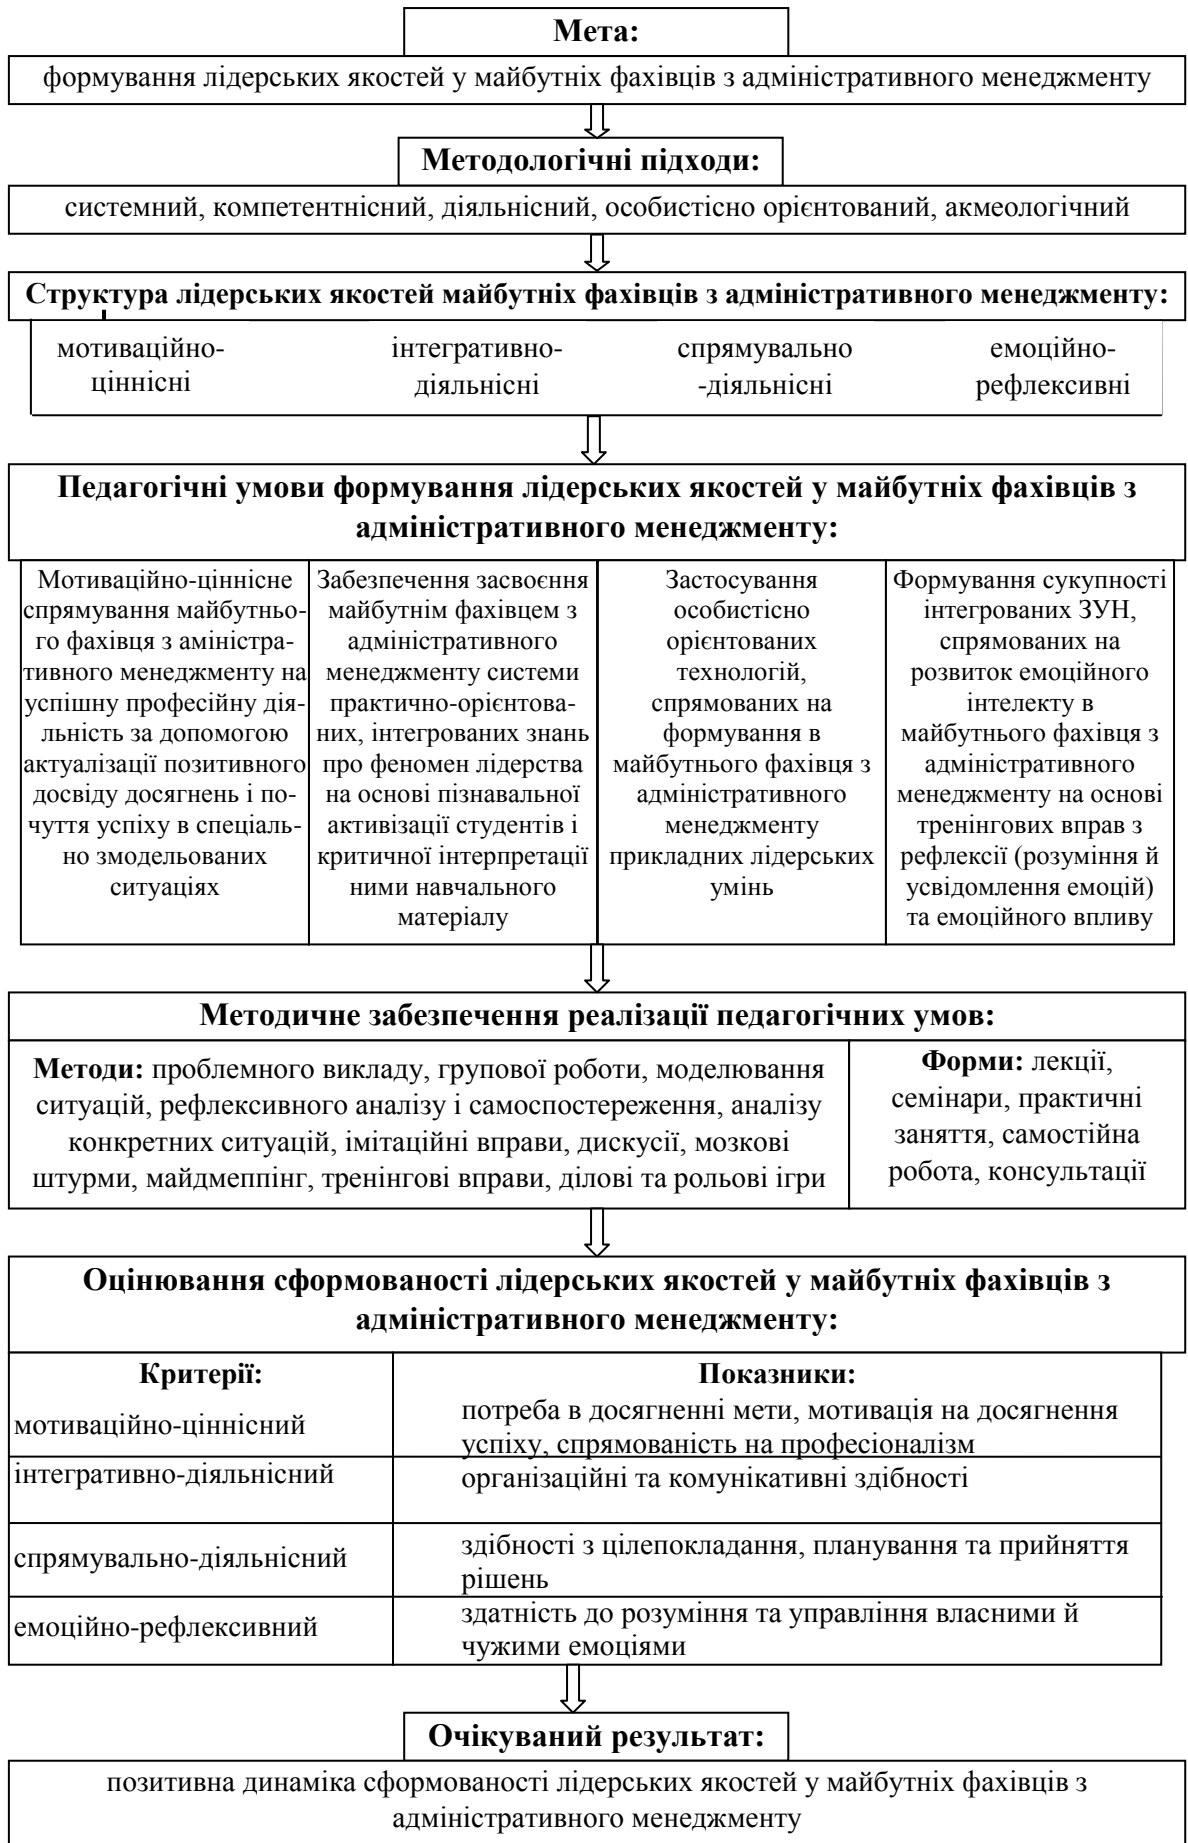 Мета:
формування лідерських якостей у майбутніх фахівців з адміністративного менеджменту
Методологічні підходи:
системний, компетентнісний, діяльнісний, особистісно орієнтований, акмеологічний
Структура лідерських якостей майбутніх фахівців з адміністративного менеджменту:
мотиваційно-
ціннісні
інтегративно-
діяльнісні
спрямувально
-діяльнісні
емоційно-
рефлексивні
Педагогічні умови формування лідерських якостей у майбутніх фахівців з
адміністративного менеджменту:
Мотиваційно-ціннісне
спрямування майбутньо-
го фахівця з аміністра-
тивного менеджменту на
успішну професійну дія-
льність за допомогою
актуалізації позитивного
досвіду досягнень і по-
чуття успіху в спеціаль-
но змодельованих
ситуаціях
Забезпечення засвоєння
майбутнім фахівцем з
адміністративного
менеджменту системи
практично-орієнтова-
них, інтегрованих знань
про феномен лідерства
на основі пізнавальної
активізації студентів і
критичної інтерпретації
ними навчального
матеріалу
Застосування
особистісно
орієнтованих
технологій,
спрямованих на
формування в
майбутнього фахівця з
адміністративного
менеджменту
прикладних лідерських
умінь
Формування сукупності
інтегрованих ЗУН,
спрямованих на
розвиток емоційного
інтелекту в
майбутнього фахівця з
адміністративного
менеджменту на основі
тренінгових вправ з
рефлексії (розуміння й
усвідомлення емоцій)
та емоційного впливу
Методичне забезпечення реалізації педагогічних умов:
Методи: проблемного викладу, групової роботи, моделювання
ситуацій, рефлексивного аналізу і самоспостереження, аналізу
конкретних ситуацій, імітаційні вправи, дискусії, мозкові
штурми, майдмеппінг, тренінгові вправи, ділові та рольові ігри
Форми: лекції,
семінари, практичні
заняття, самостійна
робота, консультації
Оцінювання сформованості лідерських якостей у майбутніх фахівців з
адміністративного менеджменту:
Критерії:
Показники:
мотиваційно-ціннісний
потреба в досягненні мети, мотивація на досягнення
успіху, спрямованість на професіоналізм
інтегративно-діяльнісний
організаційні та комунікативні здібності
спрямувально-діяльнісний
здібності з цілепокладання, планування та прийняття
рішень
емоційно-рефлексивний
здатність до розуміння та управління власними й
чужими емоціями
Очікуваний результат:
позитивна динаміка сформованості лідерських якостей у майбутніх фахівців з
адміністративного менеджменту